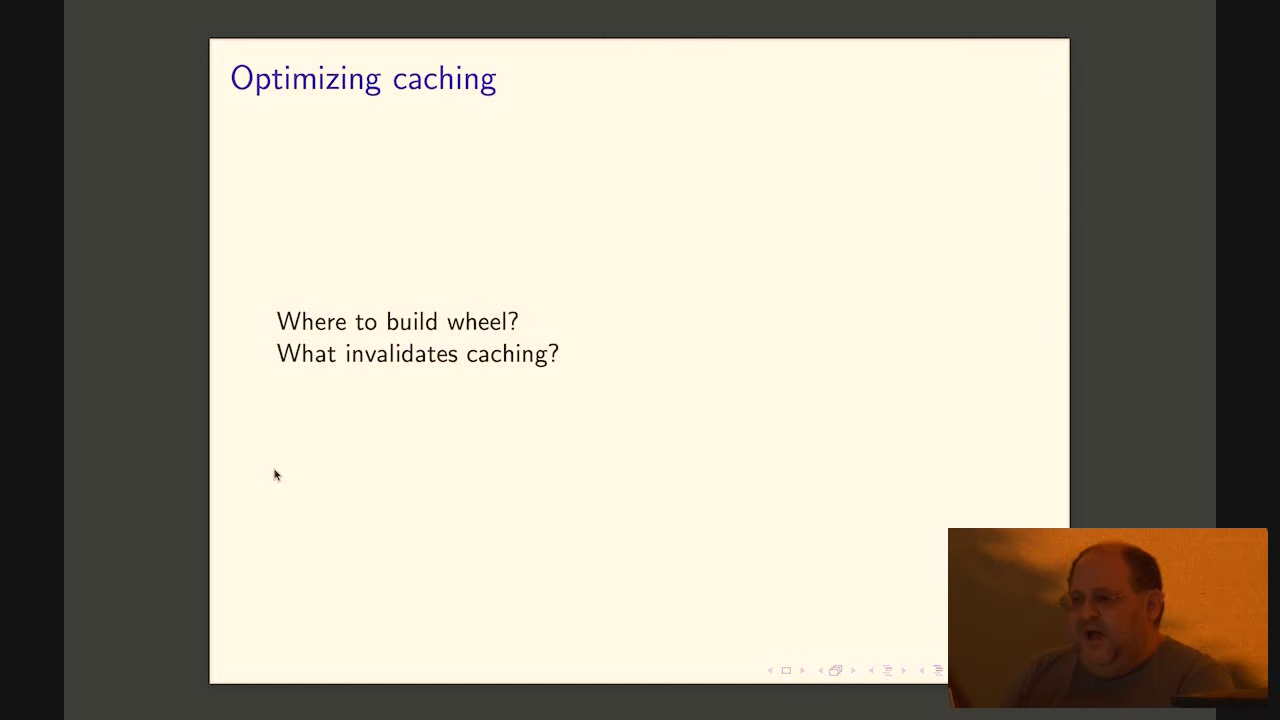 Optimizing caching
Where to build wheel?
What invalidates caching?